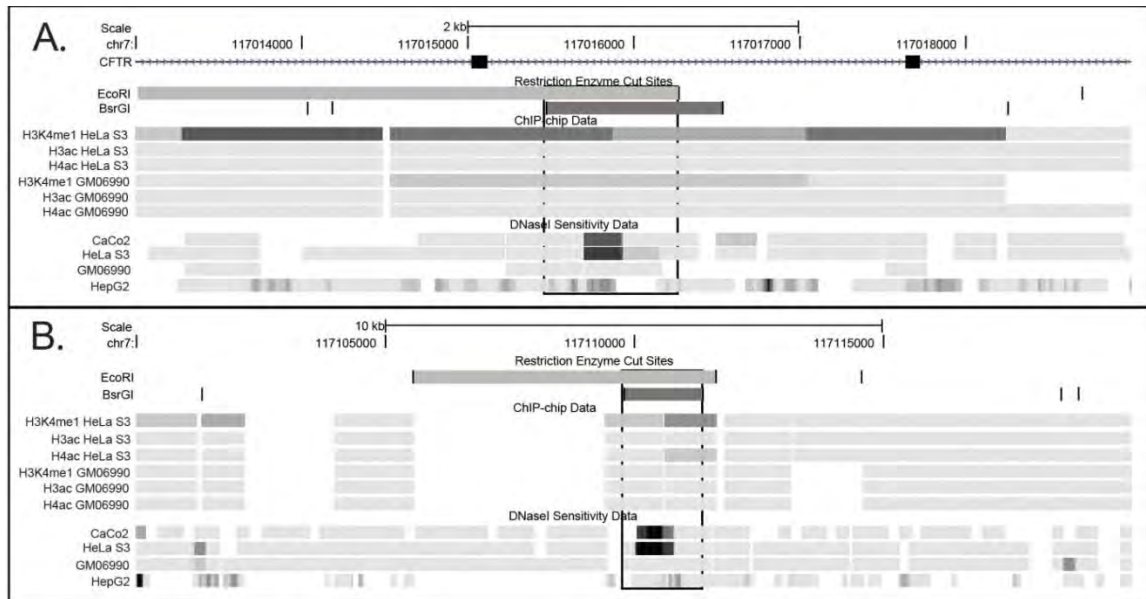 A.
Scale 2 kb
chr7: 117014000 117015000 117016000 117017000 117018000
CFTR
Restriction Enzyme Cut Sites
EcoRI
BsrGI
ChIP-chip Data
H3K4me1 HeLa S3
H3ac HeLa S3
H4ac HeLa S3
H3K4me1 GM06990
H3ac GM06990
H4ac GM06990
DNaseI Sensitivity Data
CaCo2
HeLa S3
GM06990
HepG2
B.
Scale 10 kb
chr7: 117105000 117110000 117115000
Restriction Enzyme Cut Sites
EcoRI
BsrGI
ChIP-chip Data
H3K4me1 HeLa S3
H3ac HeLa S3
H4ac HeLa S3
H3K4me1 GM06990
H3ac GM06990
H4ac GM06990
DNaseI Sensitivity Data
CaCo2
HeLa S3
GM06990
HepG2